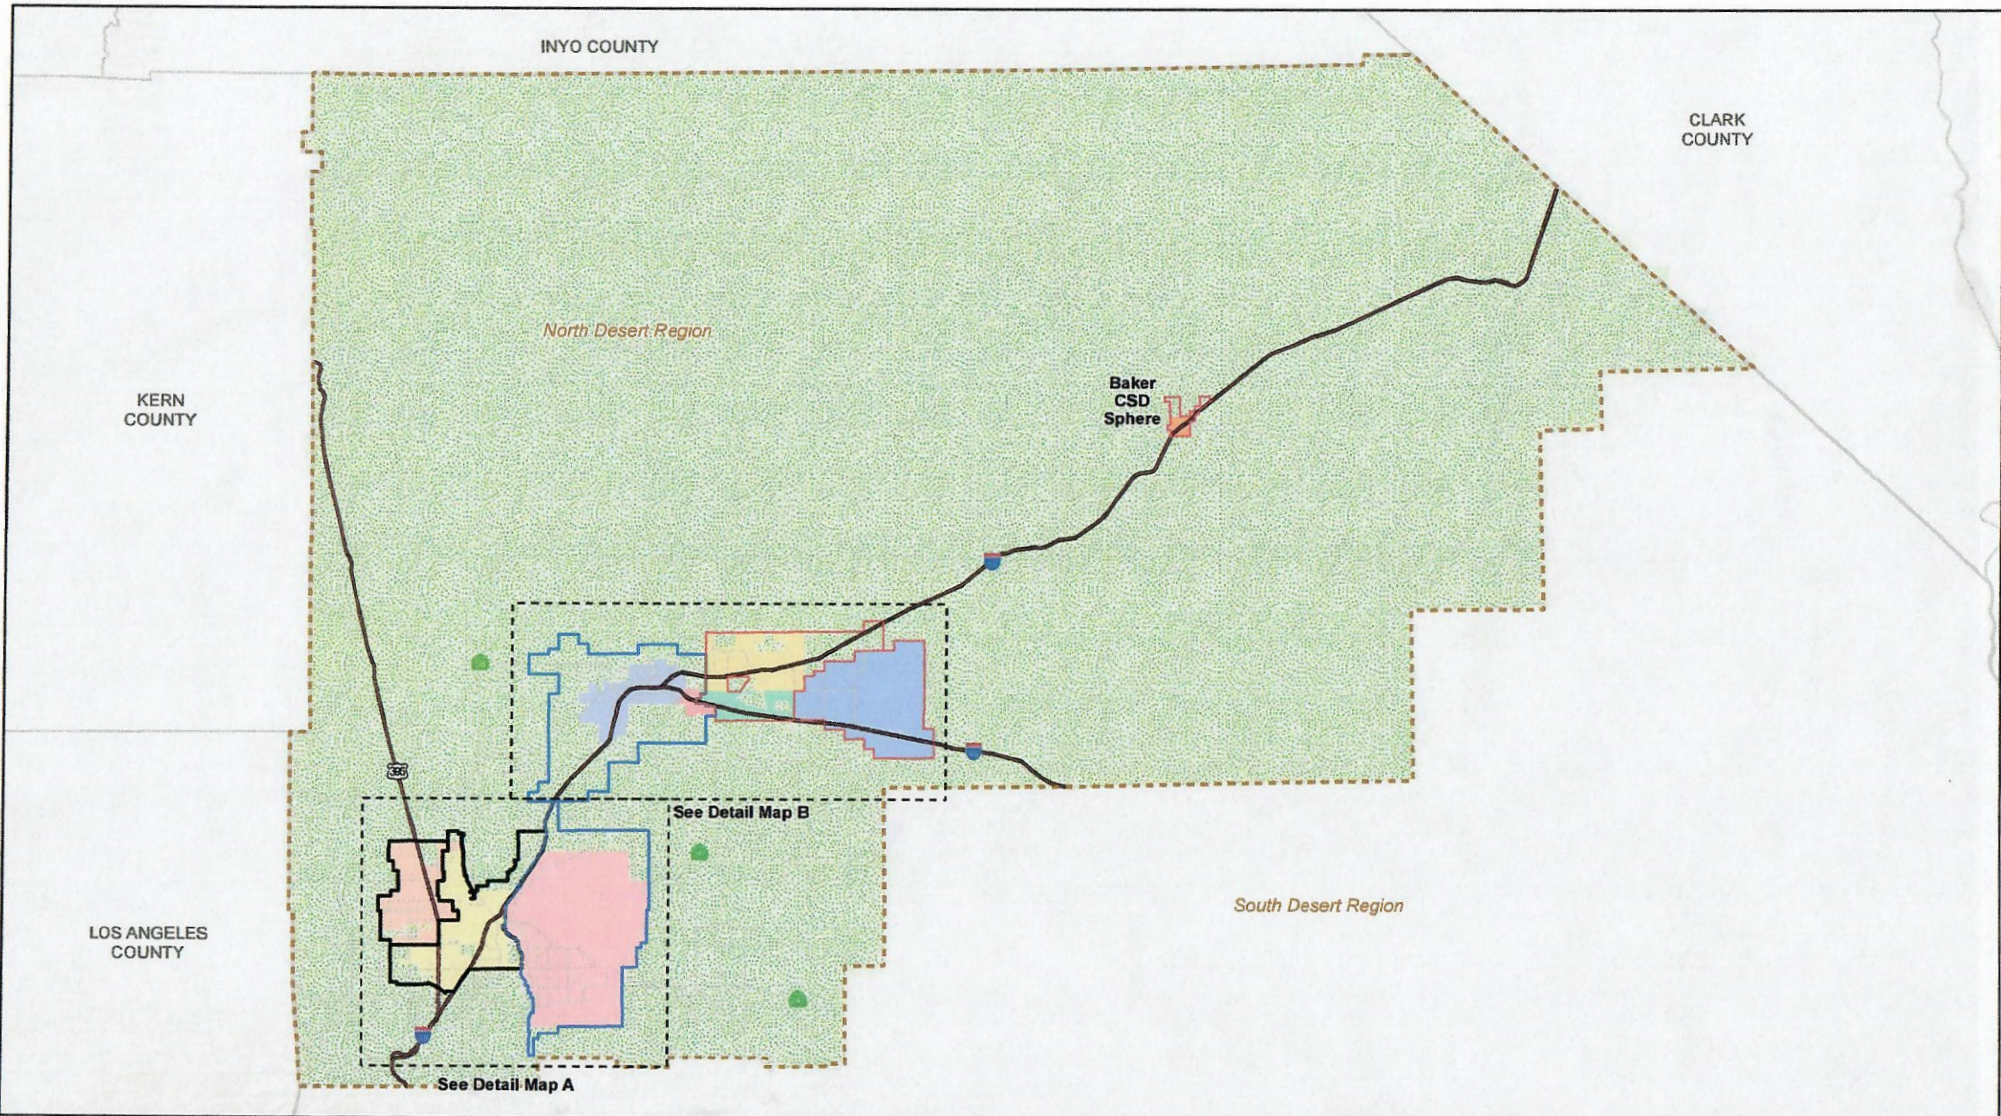 INYO COUNTY
CLARK
COUNTY
North Desert Region
KERN
COUNTY
Baker
CSD
Sphere
395
See Detail Map B
South Desert Region
LOS ANGELES
COUNTY
See Detail Map A